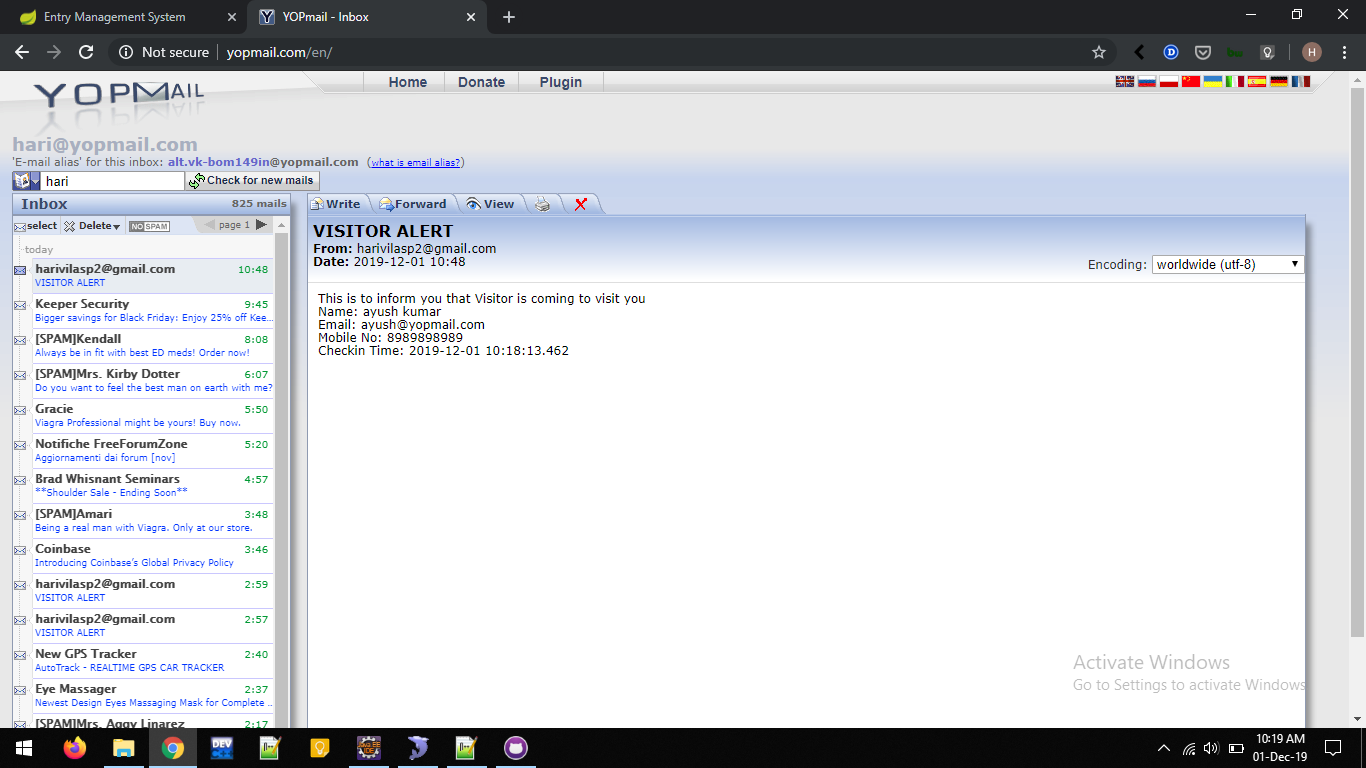 Entry Management System
YOPmail - Inbox
Not secure
yopmail.com/en/
H
YOPMAIL
Home
Donate
Plugin
hari@yopmail.com
'E-mail alias' for this inbox: alt.vk-bom149in@yopmail.com (what is email alias?)
hari
Check for new mails
Inbox
825 mails
select
Delete
NO SPAM
page 1
today
harivilasp2@gmail.com 10:48
VISITOR ALERT
Keeper Security 9:45
Bigger savings for Black Friday: Enjoy 25% off Kee...
[SPAM]Kendall 8:08
Always be in fit with best ED meds! Order now!
[SPAM]Mrs. Kirby Dotter 6:07
Do you want to feel the best man on earth with me?
Gracie 5:50
Viagra Professional might be yours! Buy now.
Notifiche FreeForumZone 5:20
Aggiornamenti dai forum [nov]
Brad Whisnant Seminars 4:57
**Shoulder Sale - Ending Soon**
[SPAM]Amari 3:48
Being a real man with Viagra. Only at our store.
Coinbase 3:46
Introducing Coinbase's Global Privacy Policy
harivilasp2@gmail.com 2:59
VISITOR ALERT
harivilasp2@gmail.com 2:57
VISITOR ALERT
New GPS Tracker 2:40
AutoTrack - REALTIME GPS CAR TRACKER
Eye Massager 2:37
Newest Design Eyes Massaging Mask for Complete ..
[SPAM]Mrs. Aggy Linarez 2:17
Write
Forward
View
VISITOR ALERT
From: harivilasp2@gmail.com
Date: 2019-12-01 10:48
Encoding: worldwide (utf-8)
This is to inform you that Visitor is coming to visit you
Name: ayush kumar
Email: ayush@yopmail.com
Mobile No: 8989898989
Checkin Time: 2019-12-01 10:18:13.462
Activate Windows
Go to Settings to activate Windows
DEV
Java EE
IDE
10:19 AM
01-Dec-19